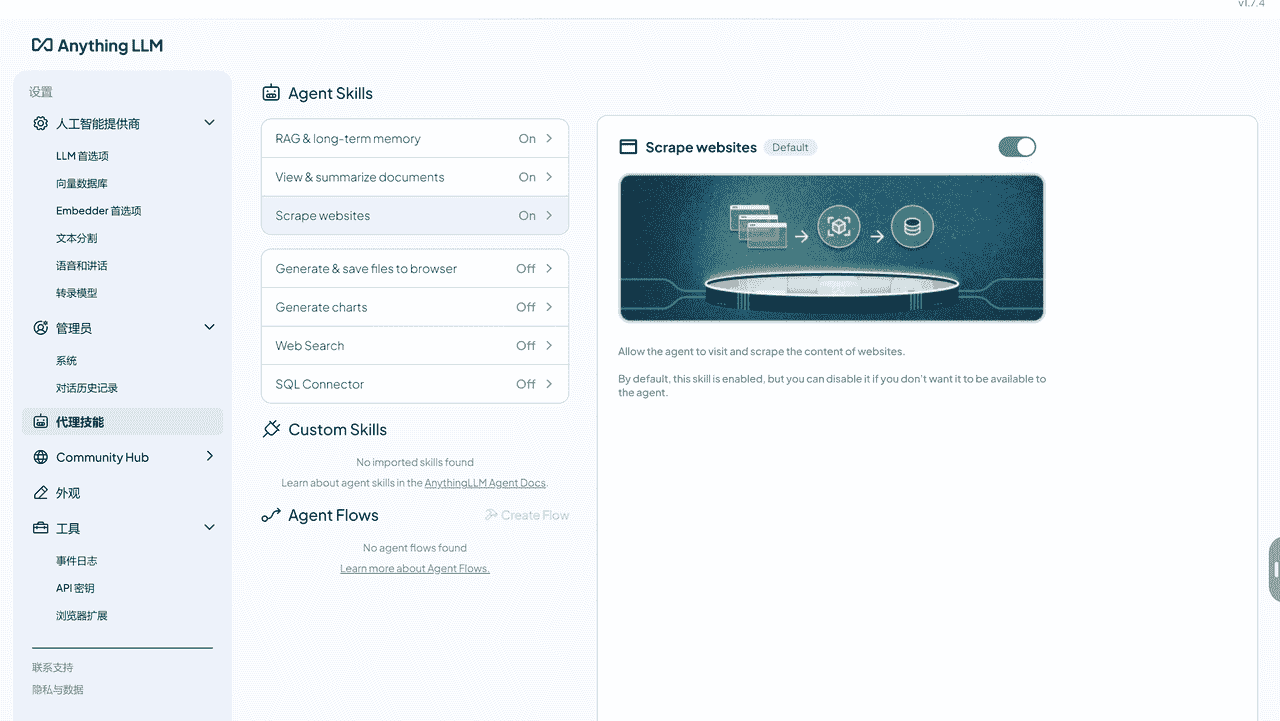 v1.7.4
Anything LLM
设置
人工智能提供商
LLM 首选项
向量数据库
Embedder 首选项
文本分割
语音和讲话
转录模型
管理员
系统
对话历史记录
代理技能
Community Hub
外观
工具
事件日志
API 密钥
浏览器扩展
联系支持
隐私与数据
Agent Skills
RAG & long-term memory On
View & summarize documents On
Scrape websites On
Generate & save files to browser Off
Generate charts Off
Web Search Off
SQL Connector Off
Custom Skills
No imported skills found
Learn about agent skills in the AnythingLLM Agent Docs.
Agent Flows Create Flow
No agent flows found
Learn more about Agent Flows.
Scrape websites Default
Allow the agent to visit and scrape the content of websites.
By default, this skill is enabled, but you can disable it if you don't want it to be available to
the agent.